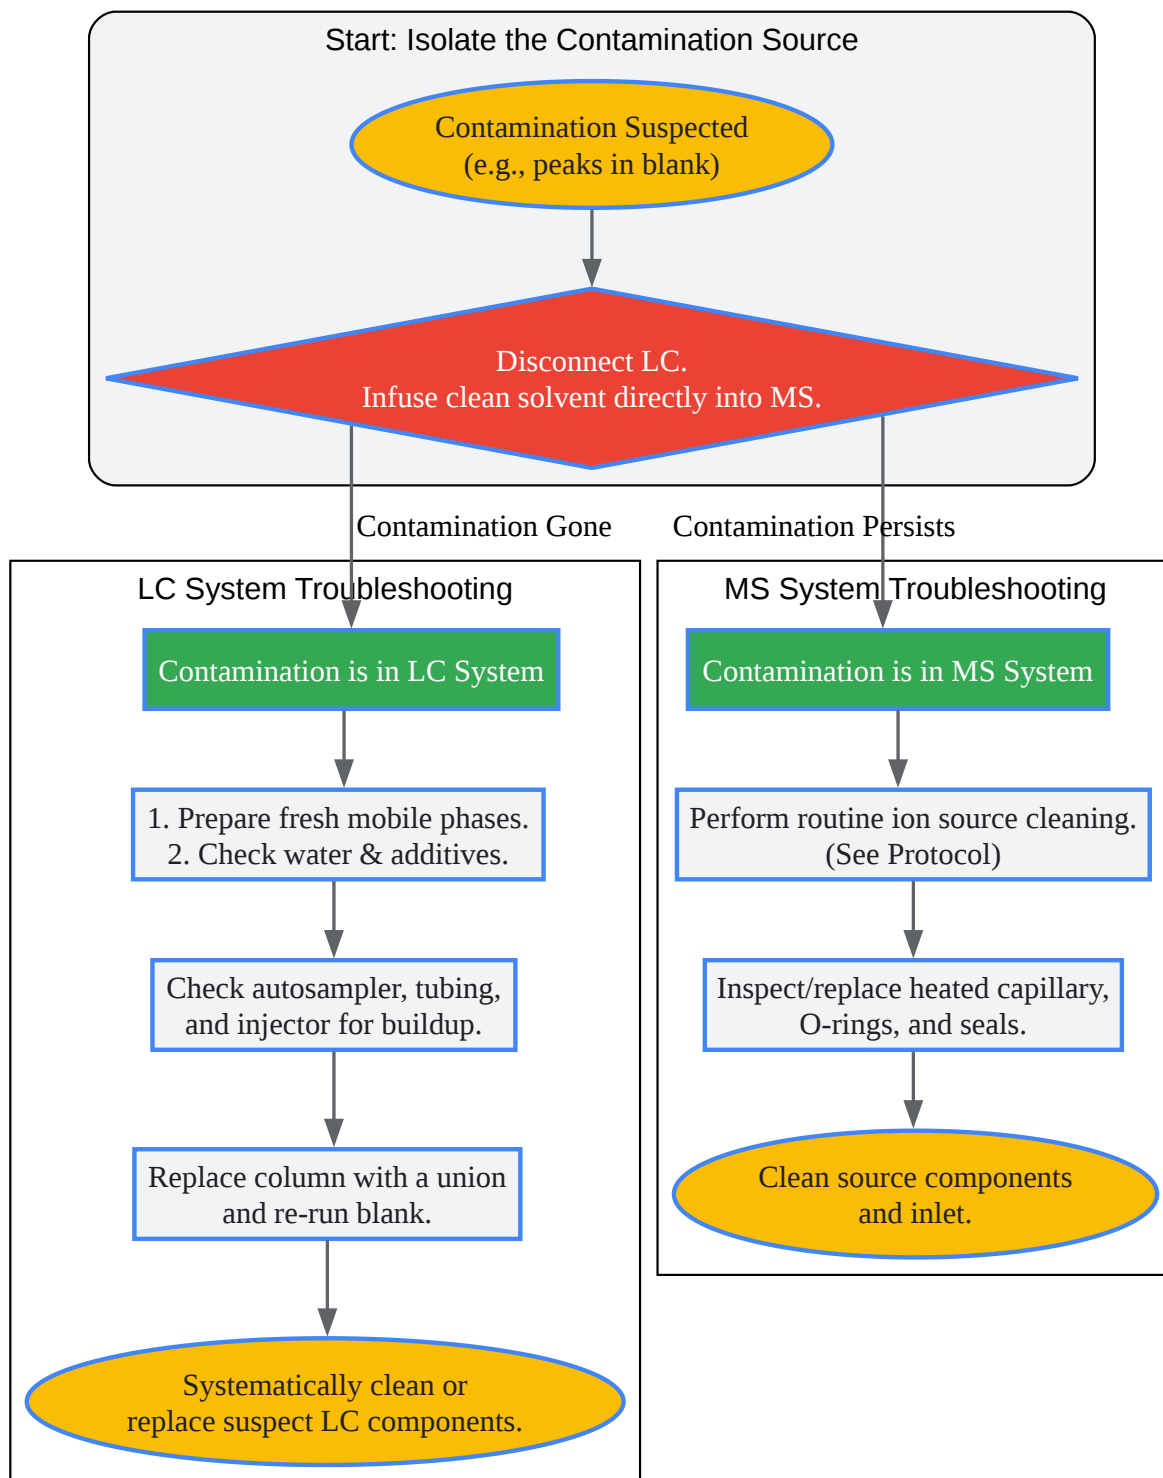 Start: Isolate the Contamination Source
Contamination Suspected
(e.g., peaks in blank)
Disconnect LC.
Infuse clean solvent directly into MS.
Contamination Gone
Contamination Persists
LC System Troubleshooting
Contamination is in LC System
1. Prepare fresh mobile phases.
2. Check water & additives.
Check autosampler, tubing,
and injector for buildup.
Replace column with a union
and re-run blank.
Systematically clean or
replace suspect LC components.
MS System Troubleshooting
Contamination is in MS System
Perform routine ion source cleaning.
(See Protocol)
Inspect/replace heated capillary,
O-rings, and seals.
Clean source components
and inlet.